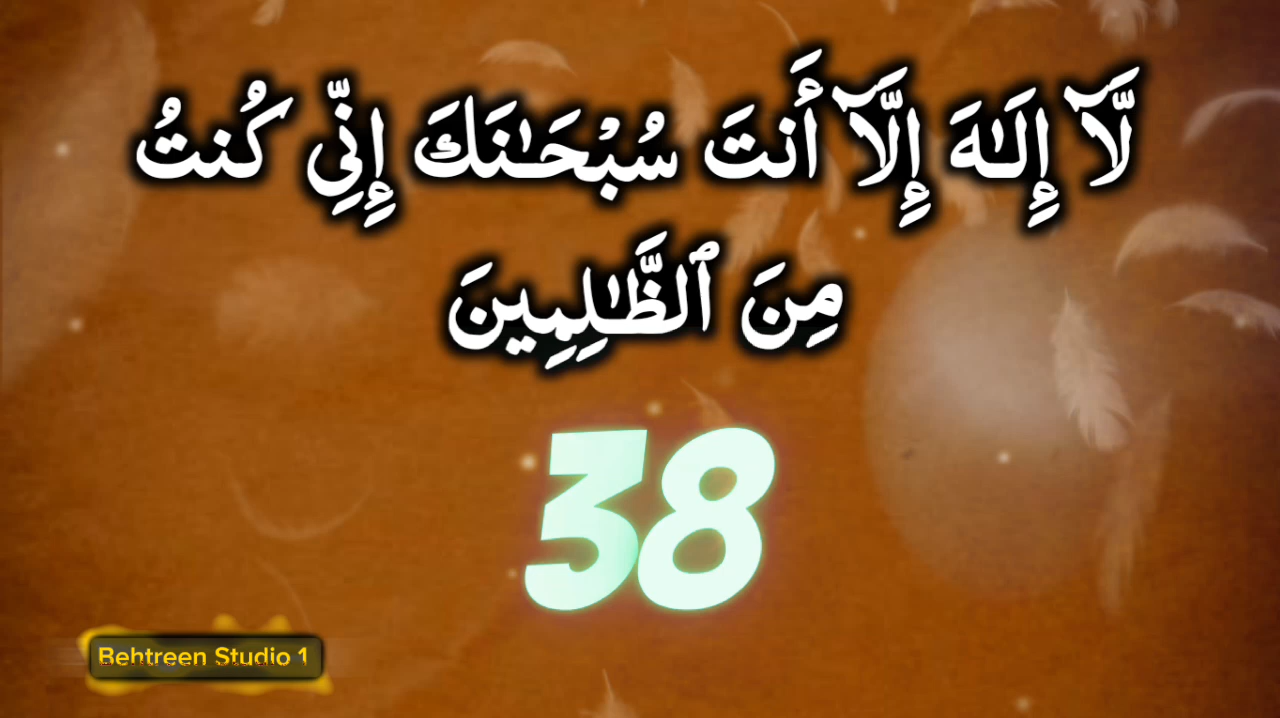 لَّآ إِلَـٰهَ إِلَّآ أَنتَ سُبْحَـٰنَكَ إِنِّى كُنتُ
مِنَ ٱلظَّـٰلِمِينَ
38
Behtreen Studio 1